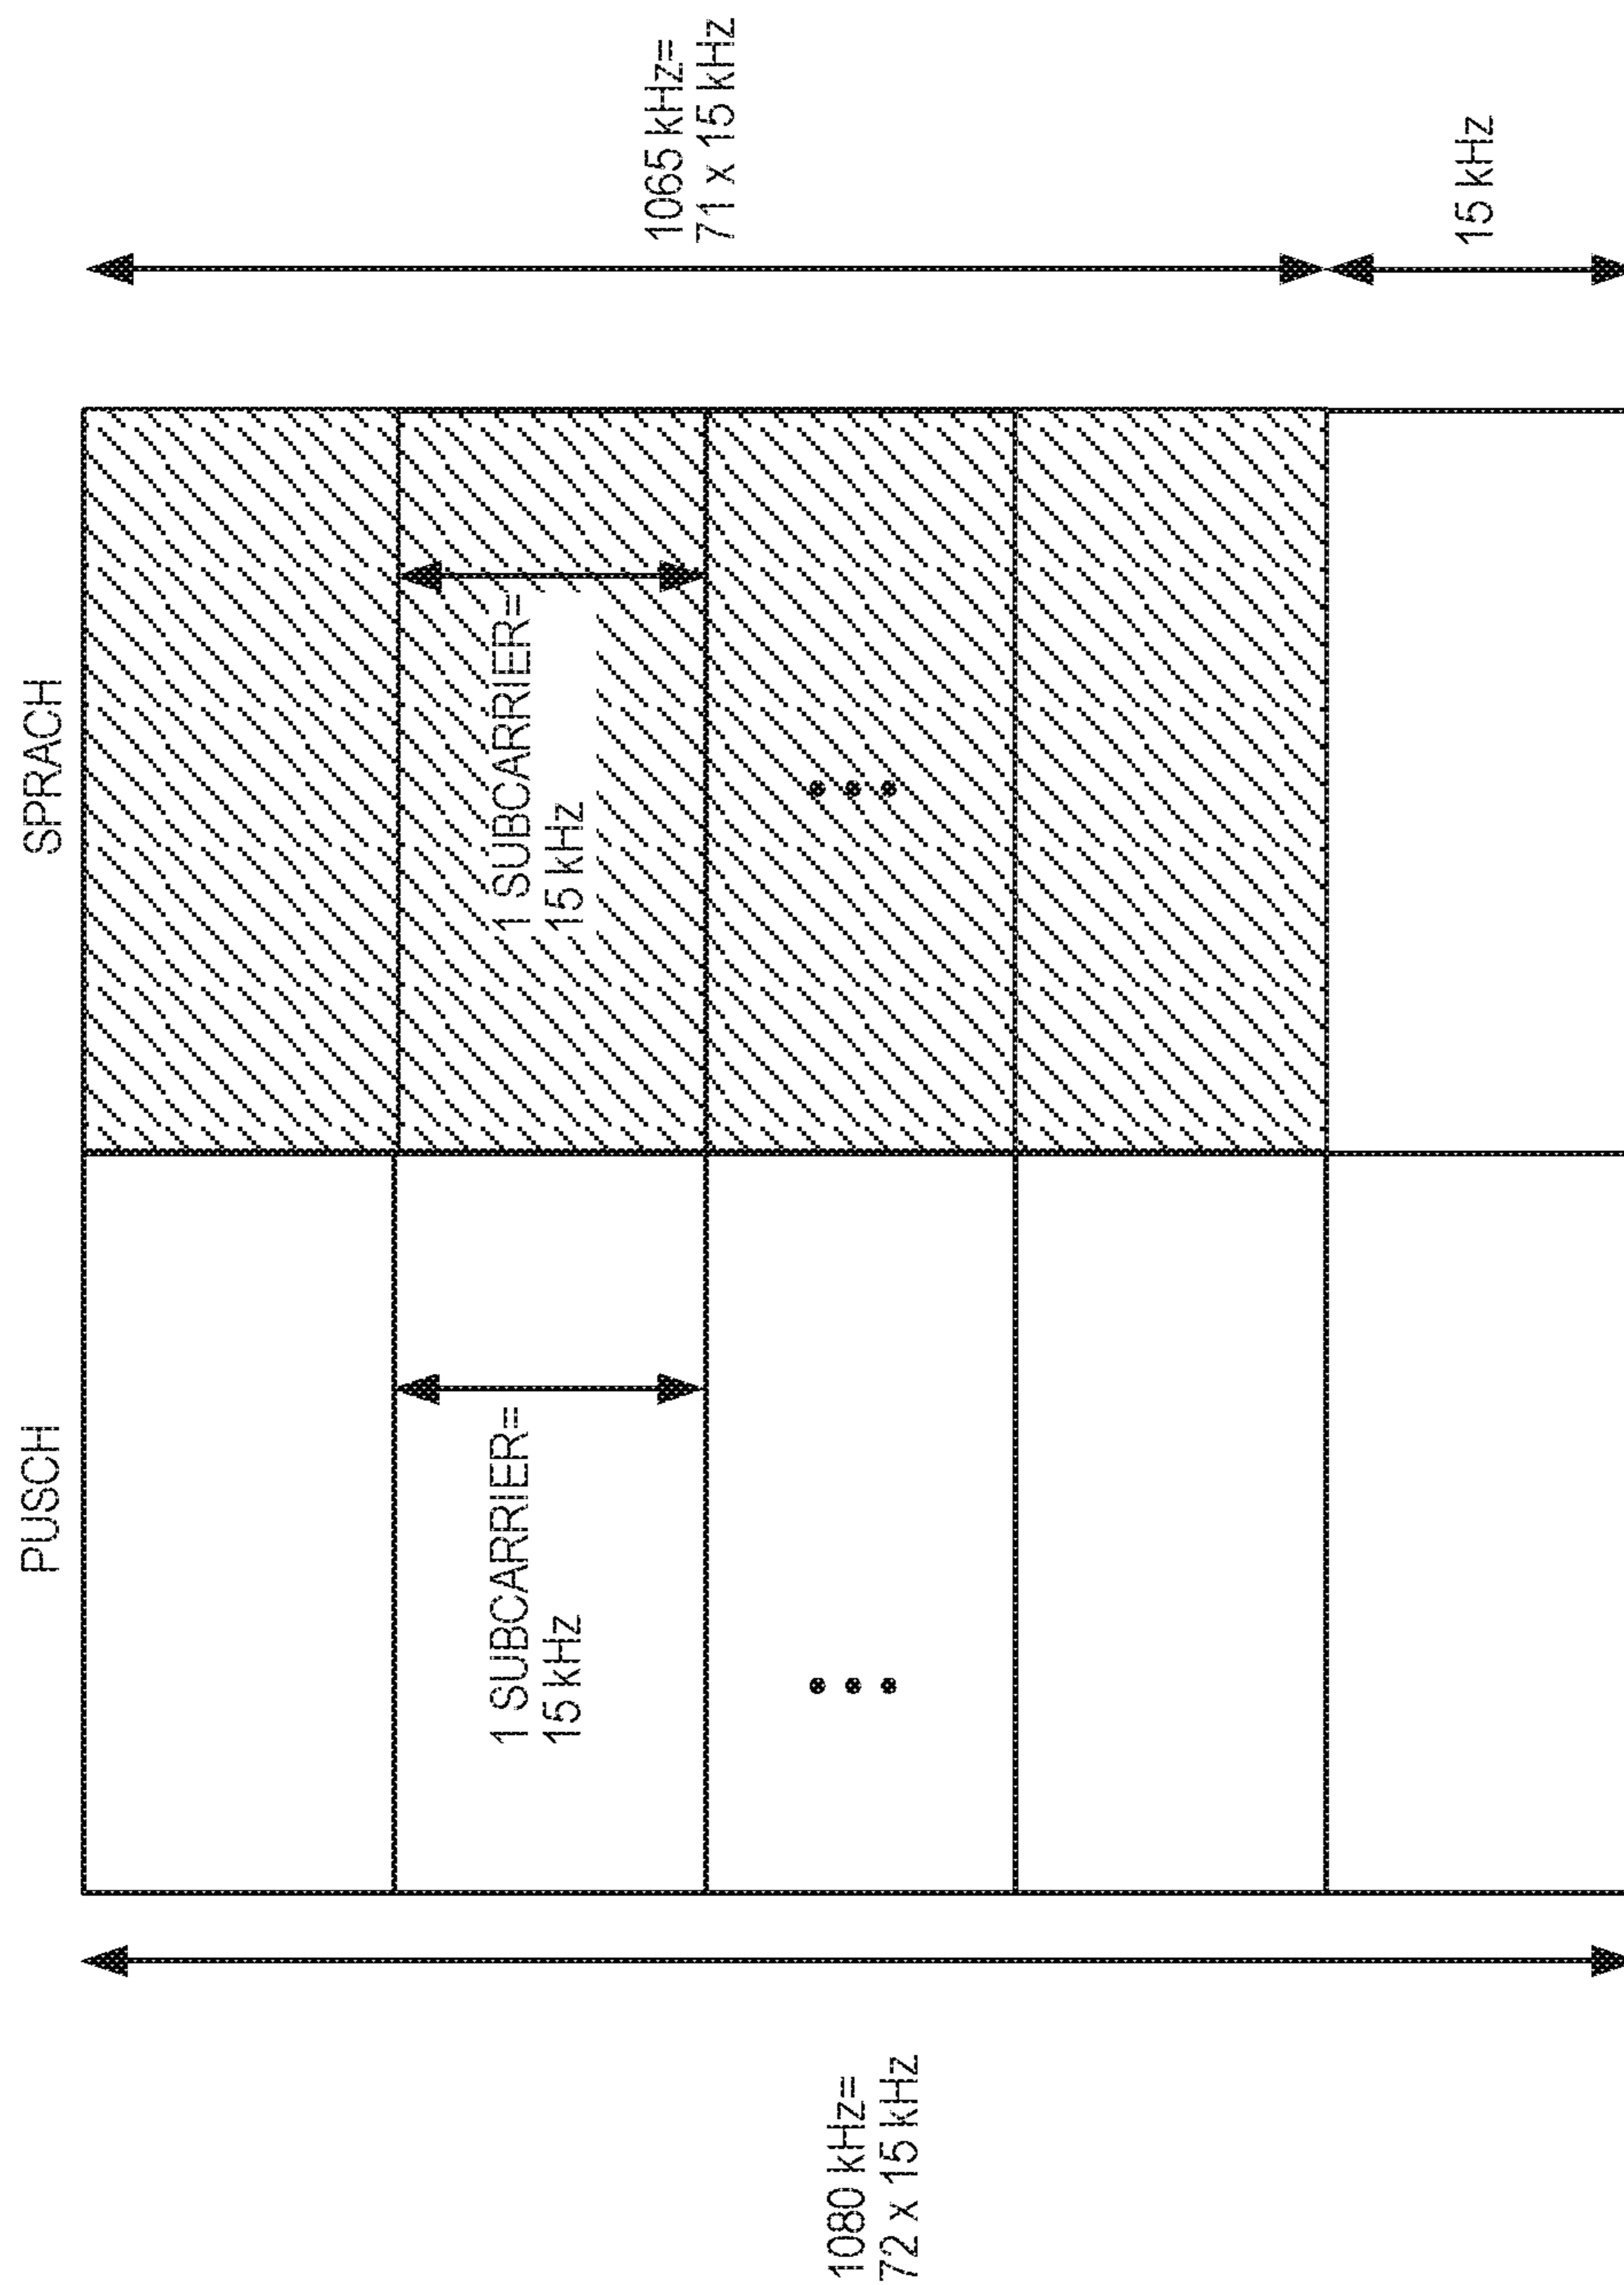 PUSCH
SPRACH
1 SUBCARRIER=
15 kHz
1 SUBCARRIER=
15 kHz
1080 kHz=
72 x 15 kHz
1065 kHz=
71 x 15 kHz
15 kHz